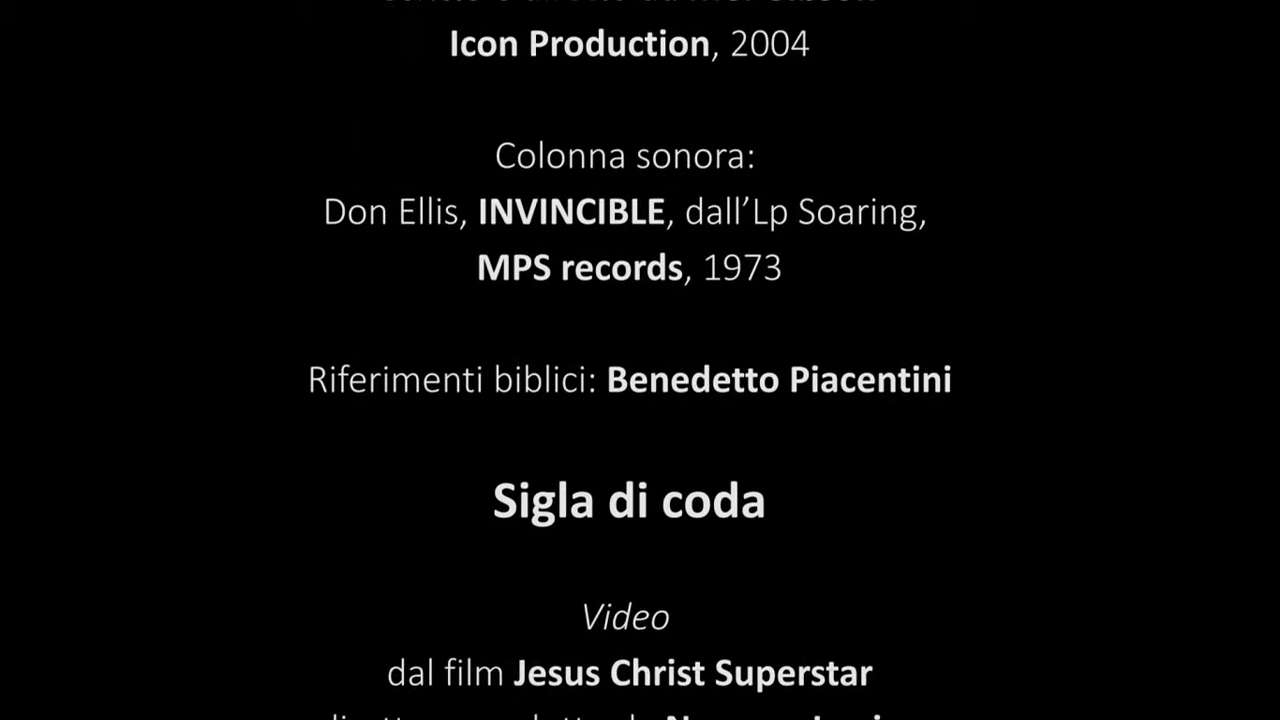 Icon Production, 2004
Colonna sonora:
Don Ellis, INVINCIBLE, dall’Lp Soaring,
MPS records, 1973
Riferimenti biblici: Benedetto Piacentini
Sigla di coda
Video
dal film Jesus Christ Superstar